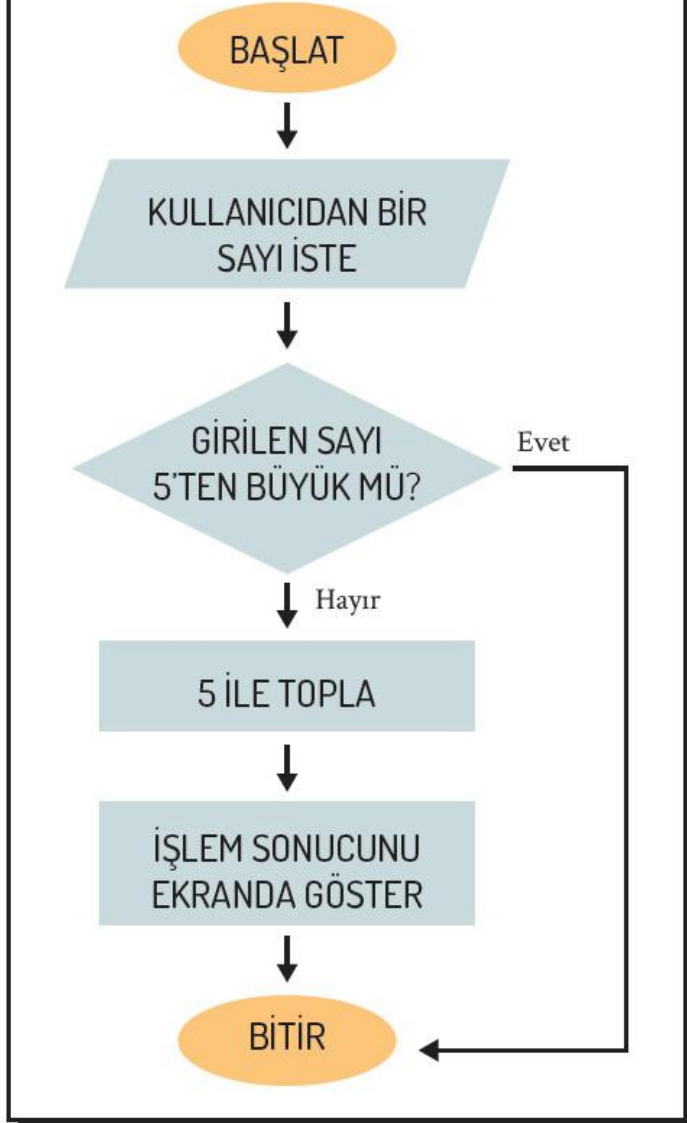 BAŞLAT
KULLANICIDAN BİR
SAYI İSTE
GİRİLEN SAYI
5'TEN BÜYÜK MÜ?
Evet
Hayır
5 İLE TOPLA
İŞLEM SONUCUNU
EKRANDA GÖSTER
BİTİR